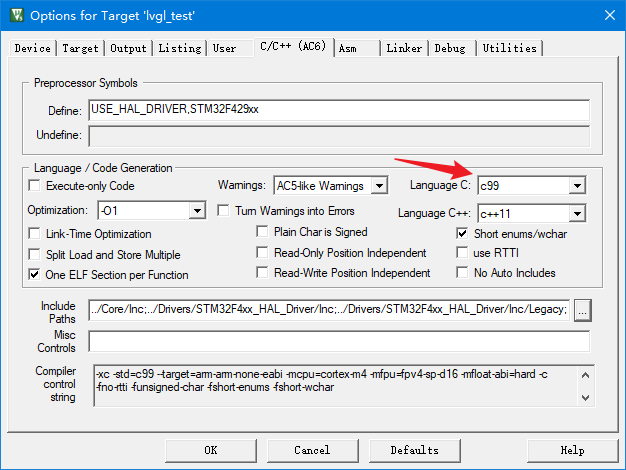 Options for Target 'lvgl_test'
Device Target Output Listing User C/C++ (AC6) Asm Linker Debug Utilities
Preprocessor Symbols
Define: USE_HAL_DRIVER,STM32F429xx
Undefine:
Language / Code Generation
Execute-only Code Warnings: AC5-like Warnings Language C: c99
Optimization: -O1 Turn Warnings into Errors Language C++: c++11
Link-Time Optimization Plain Char is Signed Short enums/wchar
Split Load and Store Multiple Read-Only Position Independent use RTTI
One ELF Section per Function Read-Write Position Independent No Auto Includes
Include Paths ../Core/Inc;../Drivers/STM32F4xx_HAL_Driver/Inc;../Drivers/STM32F4xx_HAL_Driver/Inc/Legacy; ...
Misc Controls
Compiler control string -xc -std=c99 --target=arm-arm-none-eabi -mcpu=cortex-m4 -mfpu=fpv4-sp-d16 -mfloat-abi=hard -c
-fno-rtti -funsigned-char -fshort-enums -fshort-wchar
OK Cancel Defaults Help